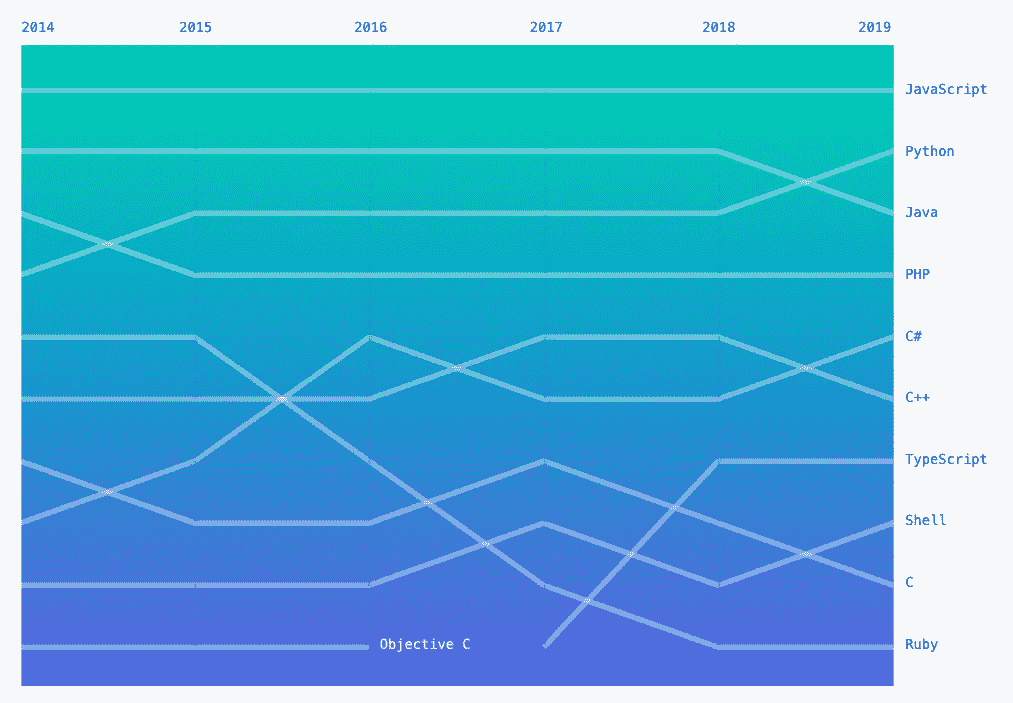 2014 2015 2016 2017 2018 2019
JavaScript
Python
Java
PHP
C#
C++
TypeScript
Shell
C
Objective C
Ruby